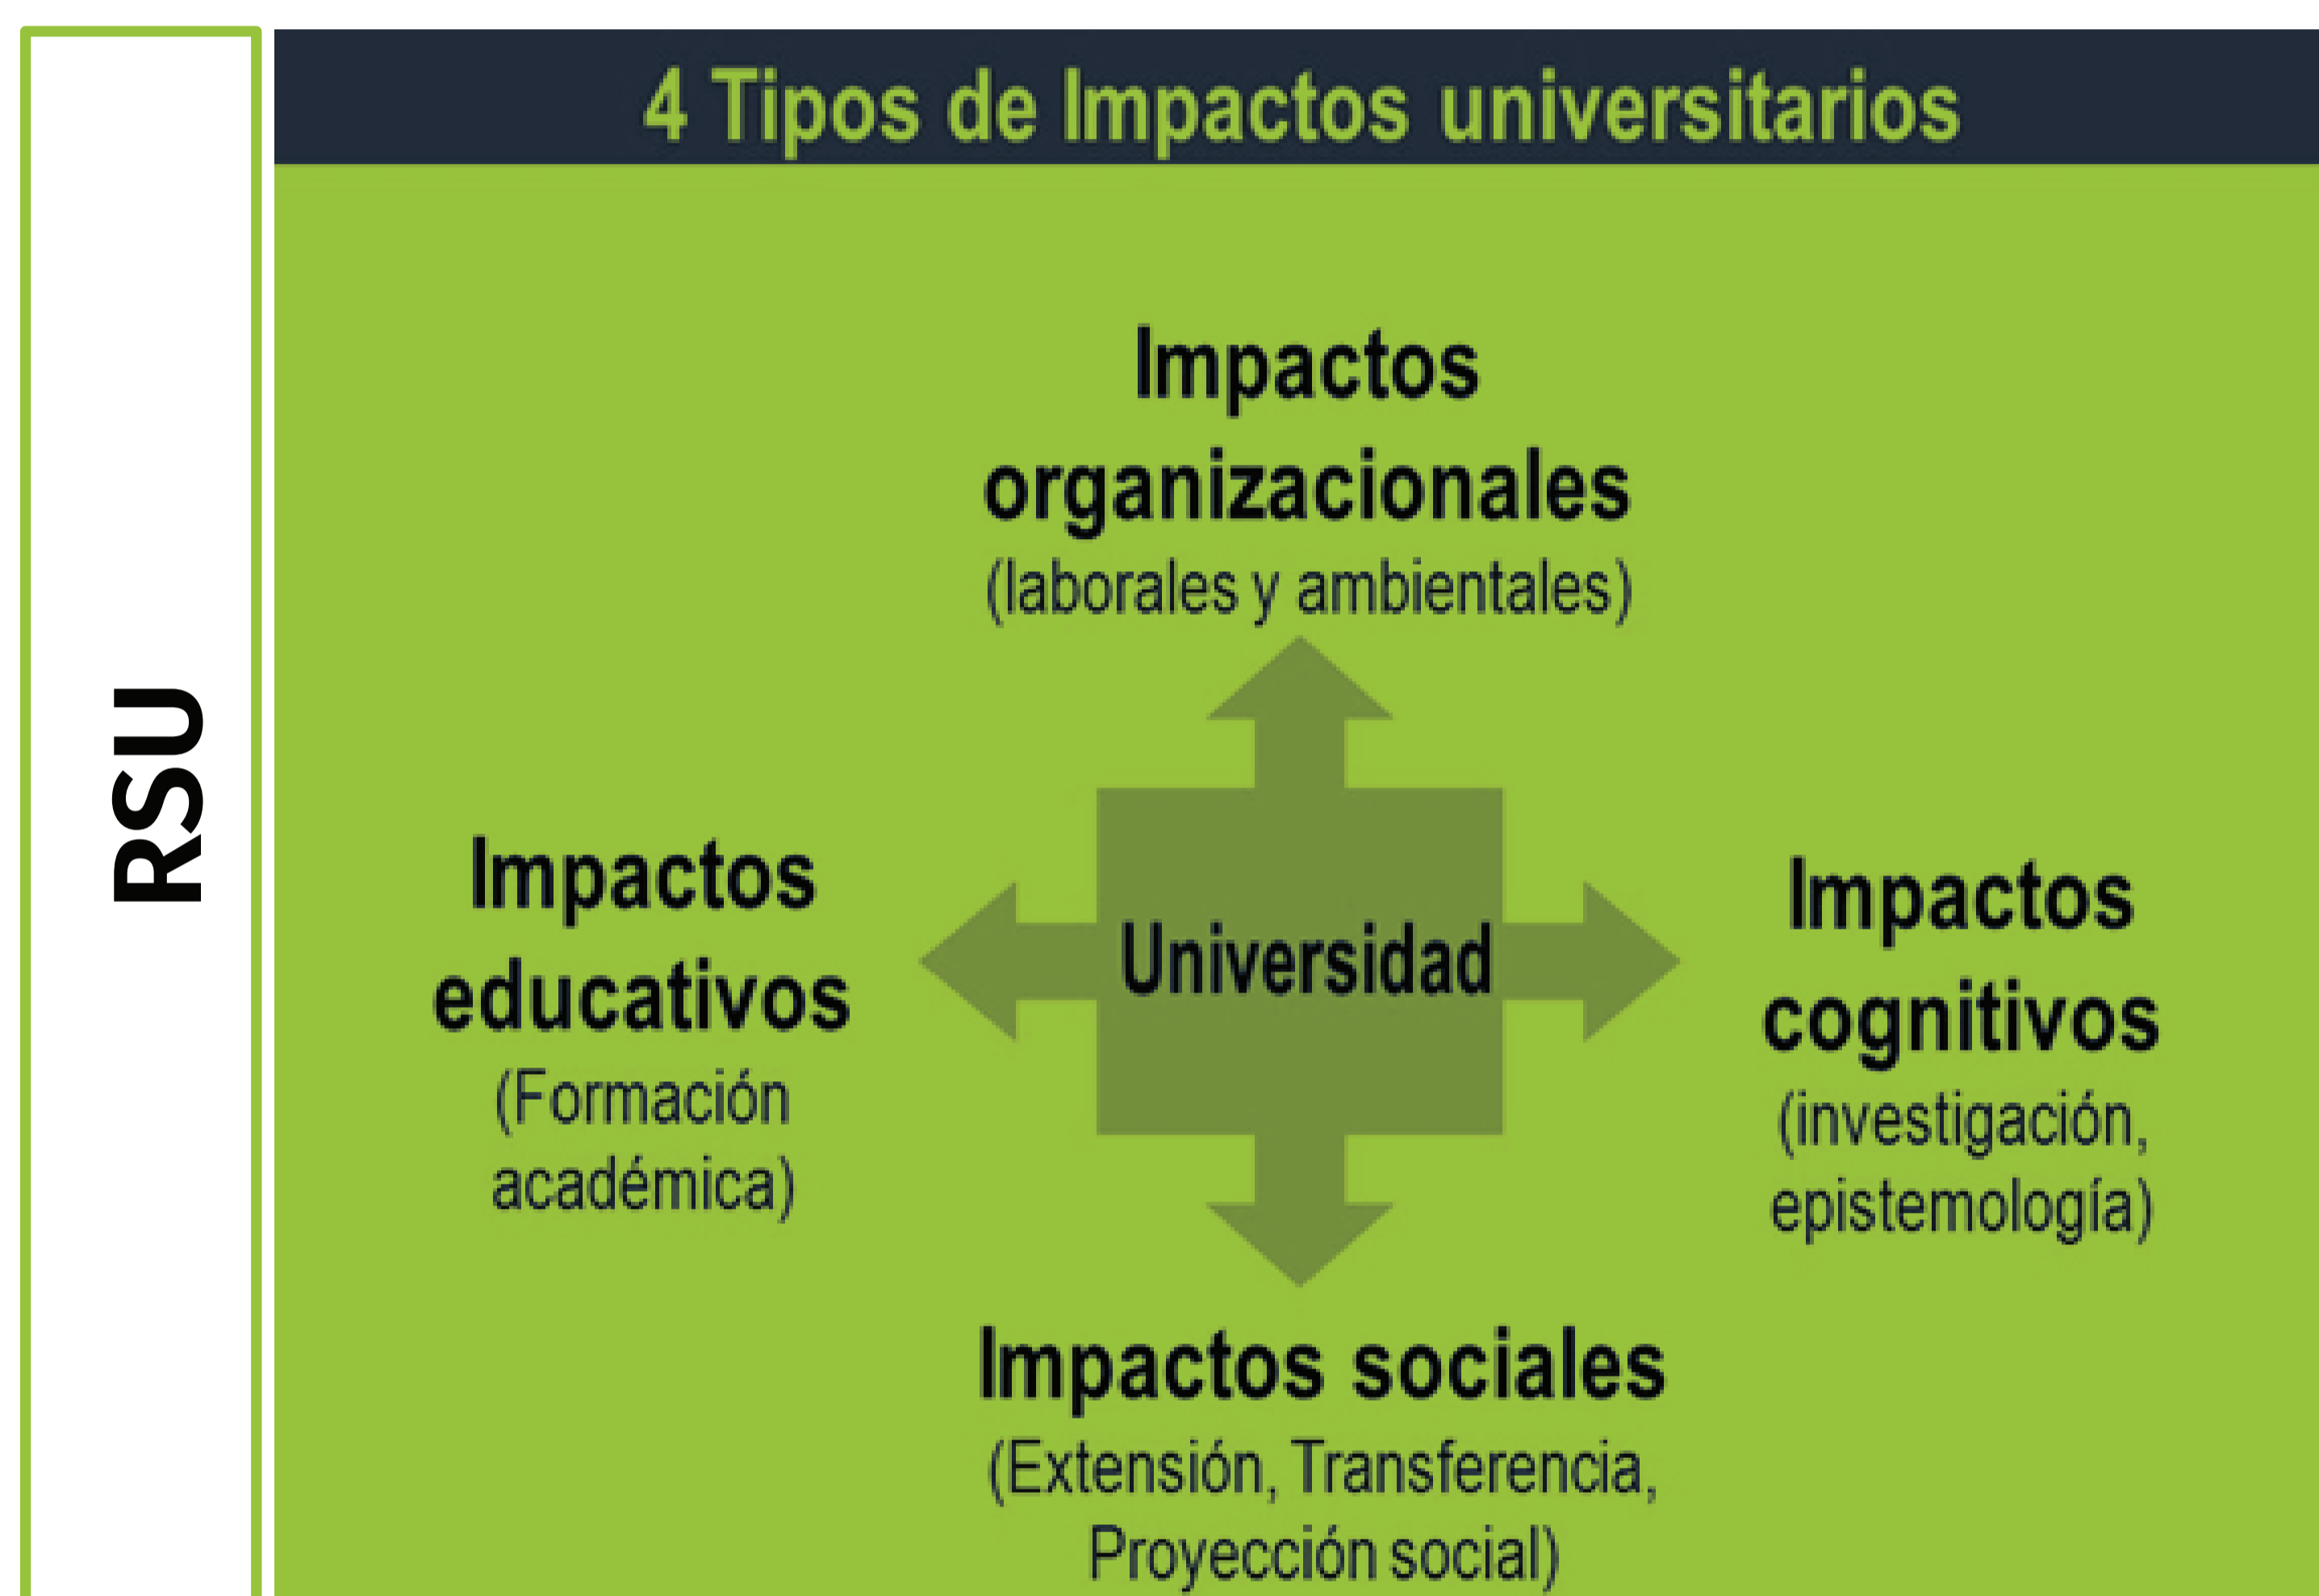 RSU
4 Tipos de Impactos universitarios
Impactos
organizacionales
(laborales y ambientales)
Impactos
educativos
(Formación
académica)
Universidad
Impactos
cognitivos
(investigación,
epistemología)
Impactos sociales
(Extensión, Transferencia,
Proyección social)